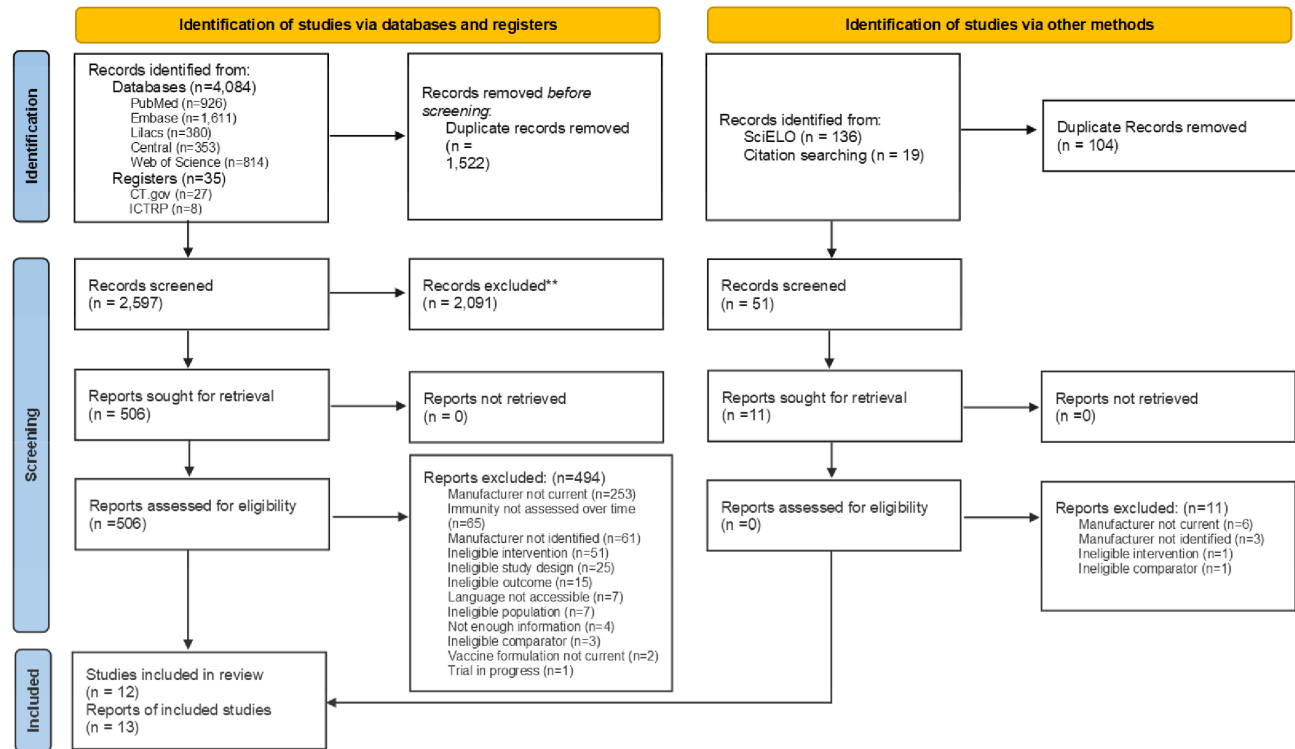 Identification of studies via databases and registers
Identification of studies via other methods
Identification
Records identified from:
Databases (n=4,084)
PubMed (n=926)
Embase (n=1,611)
Lilacs (n=380)
Central (n=353)
Web of Science (n=814)
Registers (n=35)
CT.gov (n=27)
ICTRP (n=8)
Records removed before
screening:
Duplicate records removed
(n =
1,522)
Records identified from:
SciELO (n = 136)
Citation searching (n = 19)
Duplicate Records removed
(n = 104)
Screening
Records screened
(n = 2,597)
Records excluded**
(n = 2,091)
Records screened
(n = 51)
Reports sought for retrieval
(n = 506)
Reports not retrieved
(n = 0)
Reports sought for retrieval
(n =11)
Reports not retrieved
(n =0)
Reports assessed for eligibility
(n =506)
Reports excluded: (n=494)
Manufacturer not current (n=253)
Immunity not assessed over time
(n=65)
Manufacturer not identified (n=61)
Ineligible intervention (n=51)
Ineligible study design (n=25)
Ineligible outcome (n=15)
Language not accessible (n=7)
Ineligible population (n=7)
Not enough information (n=4)
Ineligible comparator (n=3)
Vaccine formulation not current (n=2)
Trial in progress (n=1)
Reports assessed for eligibility
(n =0)
Reports excluded: (n=11)
Manufacturer not current (n=6)
Manufacturer not identified (n=3)
Ineligible intervention (n=1)
Ineligible comparator (n=1)
Included
Studies included in review
(n = 12)
Reports of included studies
(n = 13)